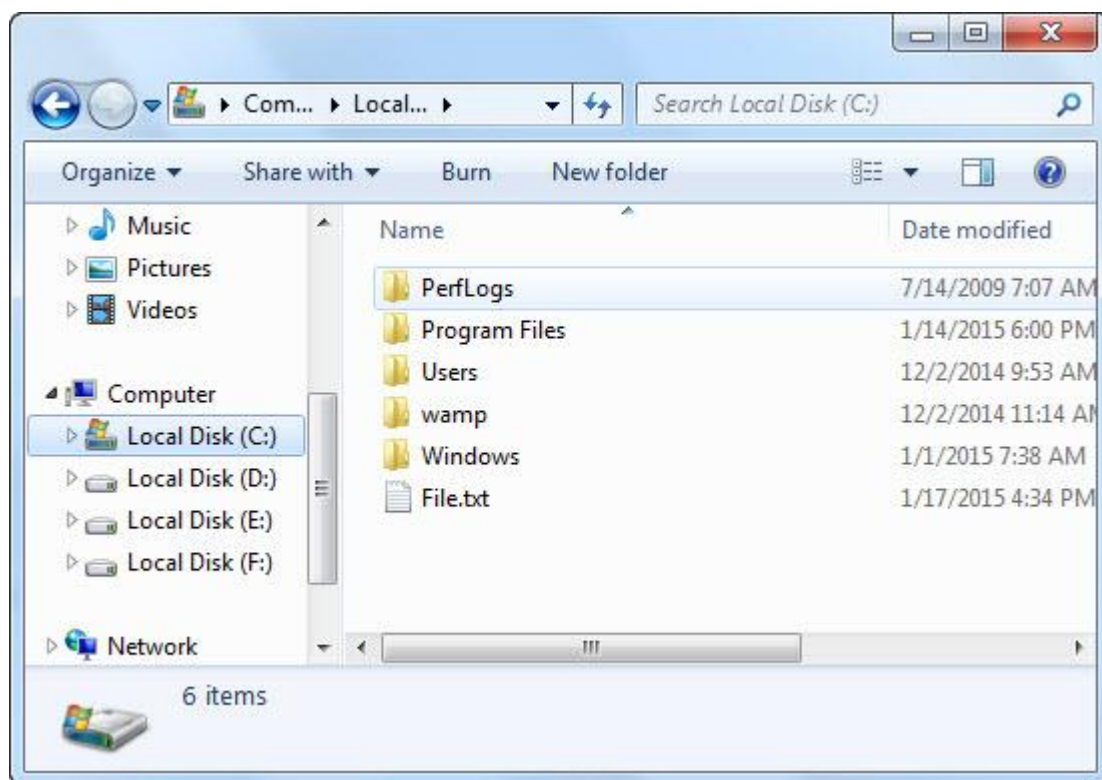 Com... Local... Search Local Disk (C:)
Organize Share with Burn New folder
Music
Pictures
Videos
Computer
Local Disk (C:)
Local Disk (D:)
Local Disk (E:)
Local Disk (F:)
Network
Name Date modified
PerfLogs 7/14/2009 7:07 AM
Program Files 1/14/2015 6:00 PM
Users 12/2/2014 9:53 AM
wamp 12/2/2014 11:14 AM
Windows 1/1/2015 7:38 AM
File.txt 1/17/2015 4:34 PM
6 items